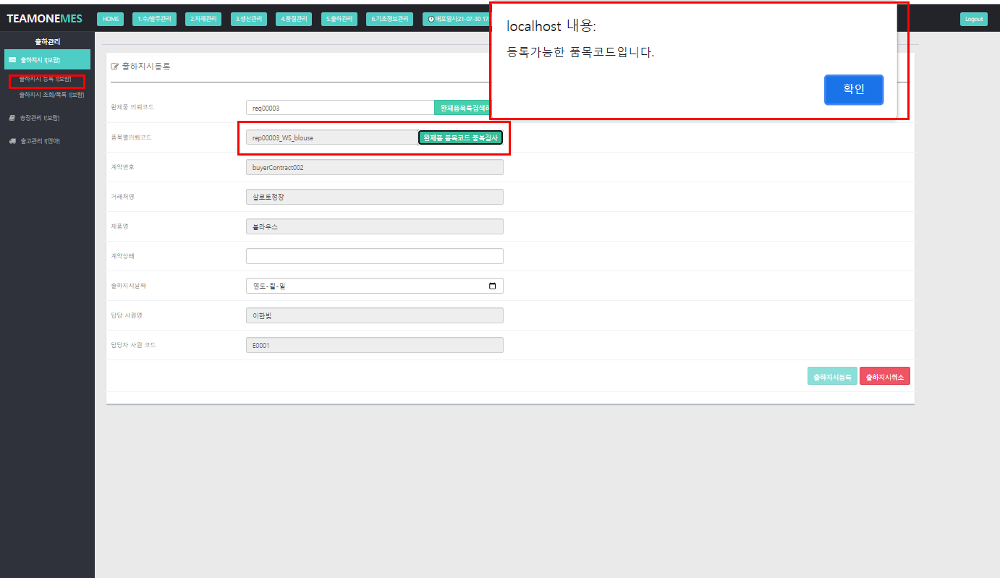 TEAMONEMES
HOME
1.수/발주관리
2.자재관리
3.생산관리
4.품질관리
5.출하관리
6.기초정보관리
배포일시:21-07-30 17
Logout
localhost 내용:
등록가능한 품목코드입니다.
확인
출하관리
출하지시 ![보람]
출하지시 등록 ![보람]
출하지시 조회/목록 ![보람]
송장관리 ![보람]
출고관리 ![민아]
출하지시등록
완제품 의뢰코드
req00003
완제품목록검색하
품목별의뢰코드
rep00003_WS_blouse
완제품 품목코드 중복검사
계약번호
buyerContract002
거래처명
살로토정장
제품명
블라우스
계약상태
출하지시날짜
연도-월-일
담당 사원명
이한빛
담당자 사원 코드
E0001
출하지시등록
출하지시취소